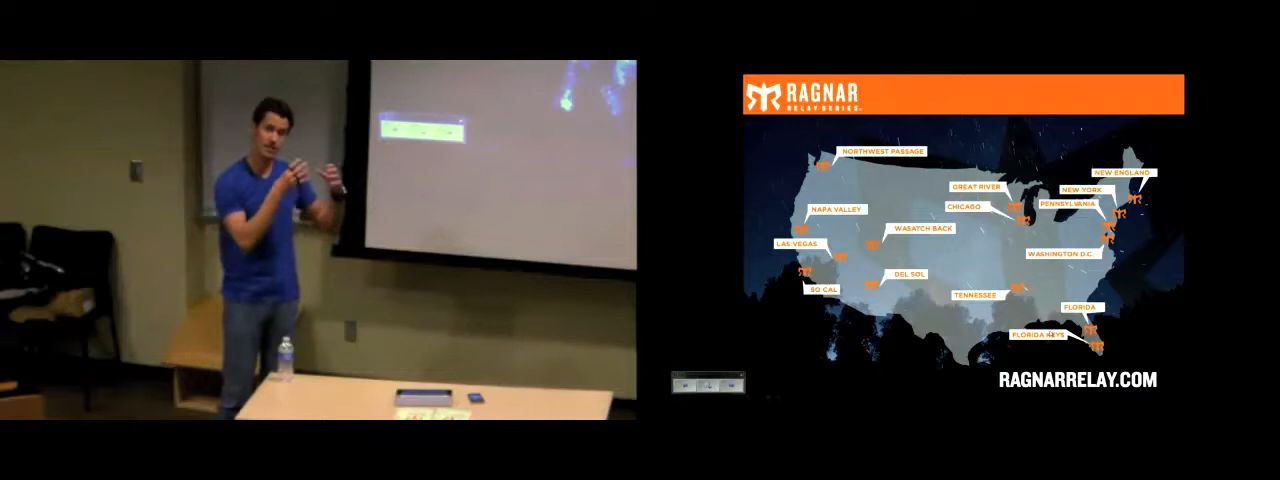 RAGNAR
RELAY SERIES
NORTHWEST PASSAGE
NEW ENGLAND
GREAT RIVER
NEW YORK
CHICAGO
PENNSYLVANIA
NAPA VALLEY
WASATCH BACK
LAS VEGAS
WASHINGTON D.C.
DEL SOL
SO CAL
TENNESSEE
FLORIDA
FLORIDA KEYS
RAGNARRELAY.COM